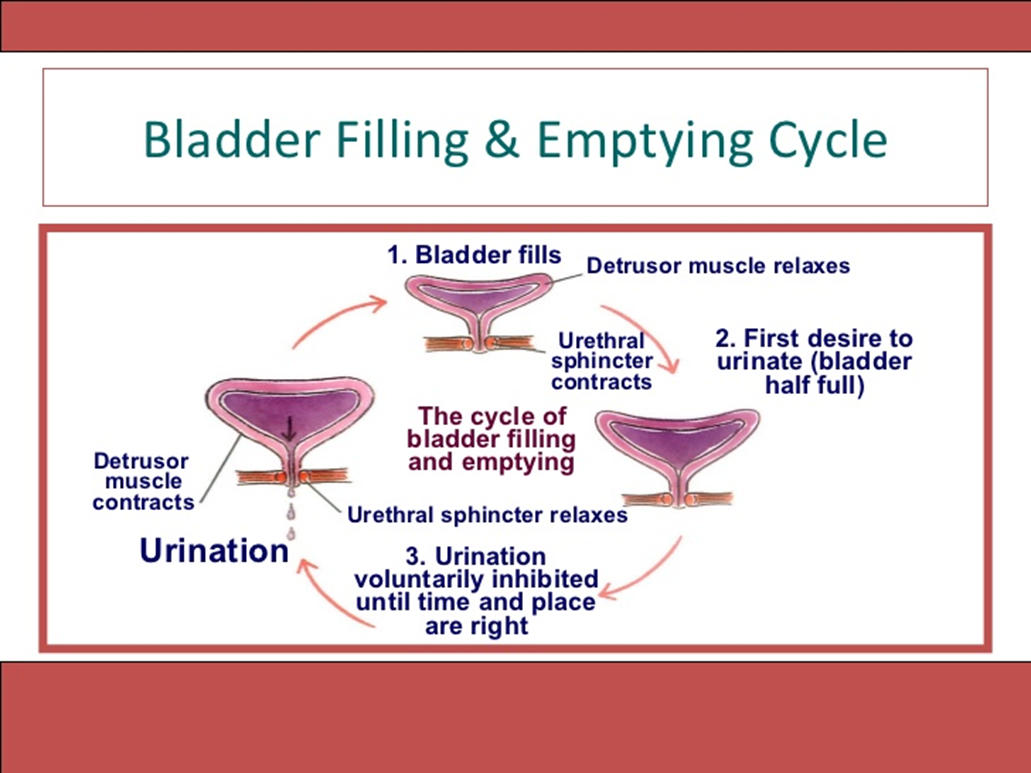 Bladder Filling & Emptying Cycle
1. Bladder fills
Detrusor muscle relaxes
Urethral
sphincter
contracts
2. First desire to
urinate (bladder
half full)
The cycle of
bladder filling
and emptying
Detrusor
muscle
contracts
Urethral sphincter relaxes
Urination
3. Urination
voluntarily inhibited
until time and place
are right